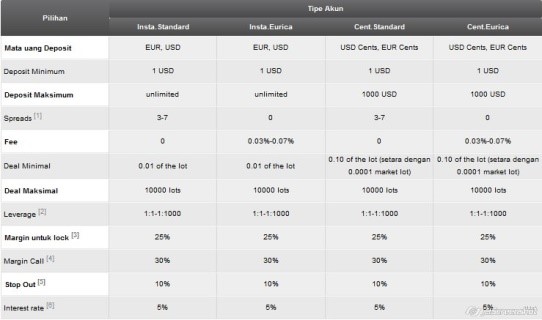 Pilihan
Tipe Akun
Insta.Standard Insta.Eurica Cent.Standard Cent.Eurica
Mata uang Deposit EUR, USD EUR, USD USD Cents, EUR Cents USD Cents, EUR Cents
Deposit Minimum 1 USD 1 USD 1 USD 1 USD
Deposit Maksimum unlimited unlimited 1000 USD 1000 USD
Spreads [1] 3-7 0 3-7 0
Fee 0 0.03%-0.07% 0 0.03%-0.07%
Deal Minimal 0.01 of the lot 0.01 of the lot 0.10 of the lot (setara dengan 0.10 of the lot (setara dengan
0.0001 market lot) 0.0001 market lot)
Deal Maksimal 10000 lots 10000 lots 10000 lots 10000 lots
Leverage [2] 1:1-1:1000 1:1-1:1000 1:1-1:1000 1:1-1:1000
Margin untuk lock [3] 25% 25% 25% 25%
Margin Call [4] 30% 30% 30% 30%
Stop Out [5] 10% 10% 10% 10%
Interest rate [6] 5% 5% 5% 5%